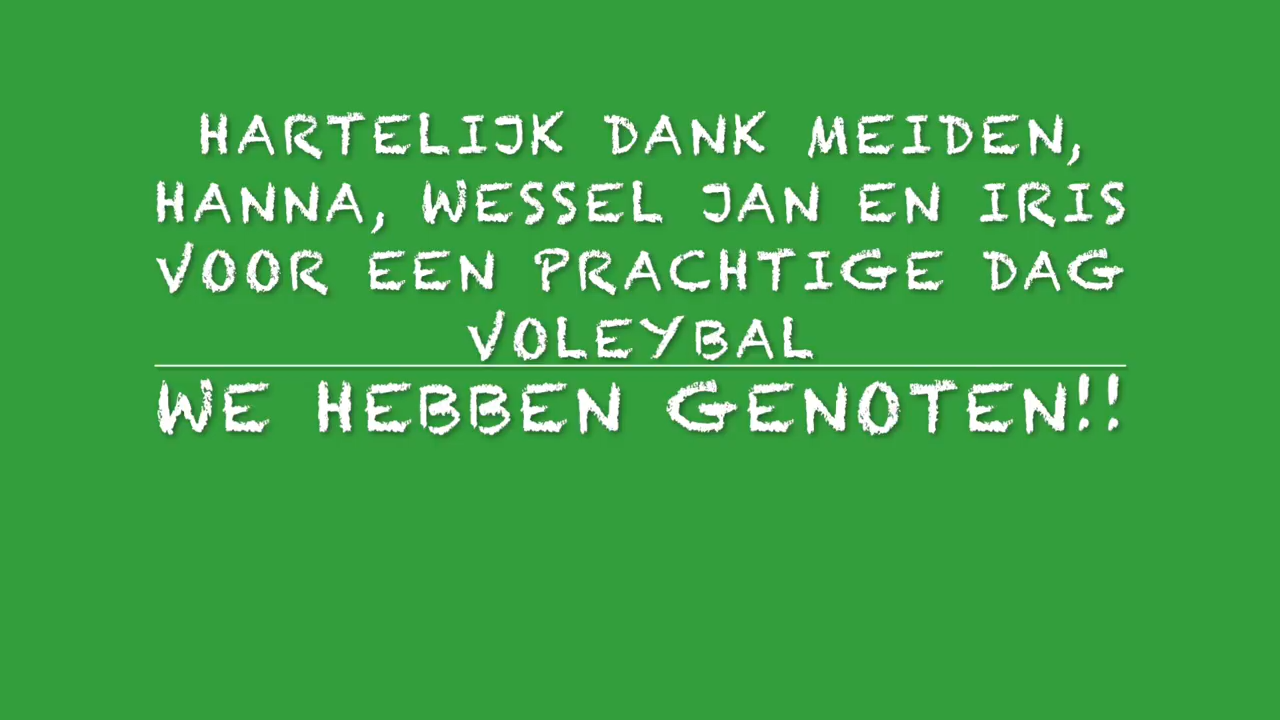 HARTELIJK DANK MEIDEN,
HANNA, WESSEL JAN EN IRIS
VOOR EEN PRACHTIGE DAG
VOLEYBAL
WE HEBBEN GENOTEN!!